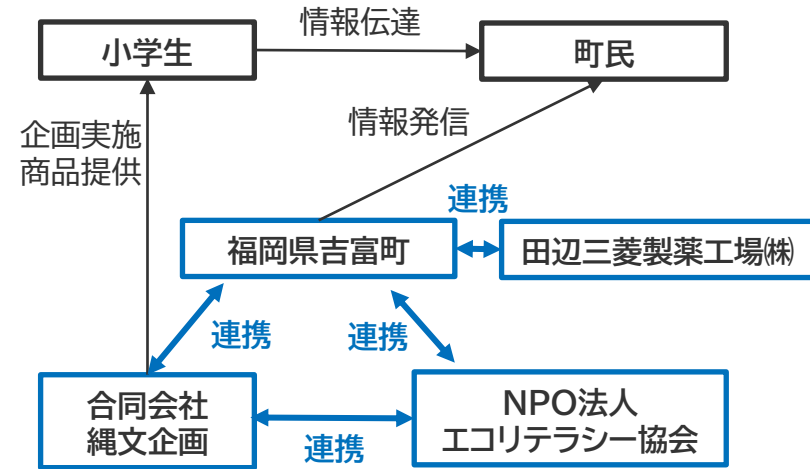 情報伝達
小学生
町民
企画実施
商品提供
情報発信
連携
福岡県吉富町
田辺三菱製薬工場㈱
連携
連携
合同会社
縄文企画
NPO法人
エコリテラシー協会
連携